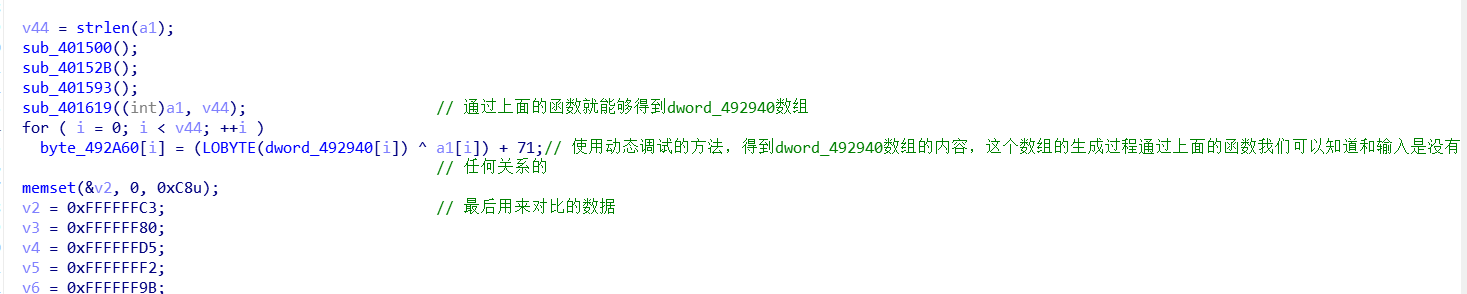 v44 = strlen(a1);
sub_401500();
sub_40152B();
sub_401593();
sub_401619((int)a1, v44); // 通过上面的函数就能够得到dword_492940数组
for ( i = 0; i < v44; ++i )
byte_492A60[i] = (LOBYTE(dword_492940[i]) ^ a1[i]) + 71;// 使用动态调试的方法，得到dword_492940数组的内容，这个数组的生成过程通过上面的函数我们可以知道和输入是没有
// 任何关系的
memset(&v2, 0, 0xC8u);
v2 = 0xFFFFFFC3; // 最后用来对比的数据
v3 = 0xFFFFFF80;
v4 = 0xFFFFFFD5;
v5 = 0xFFFFFFF2;
v6 = 0xFFFFFF9B;